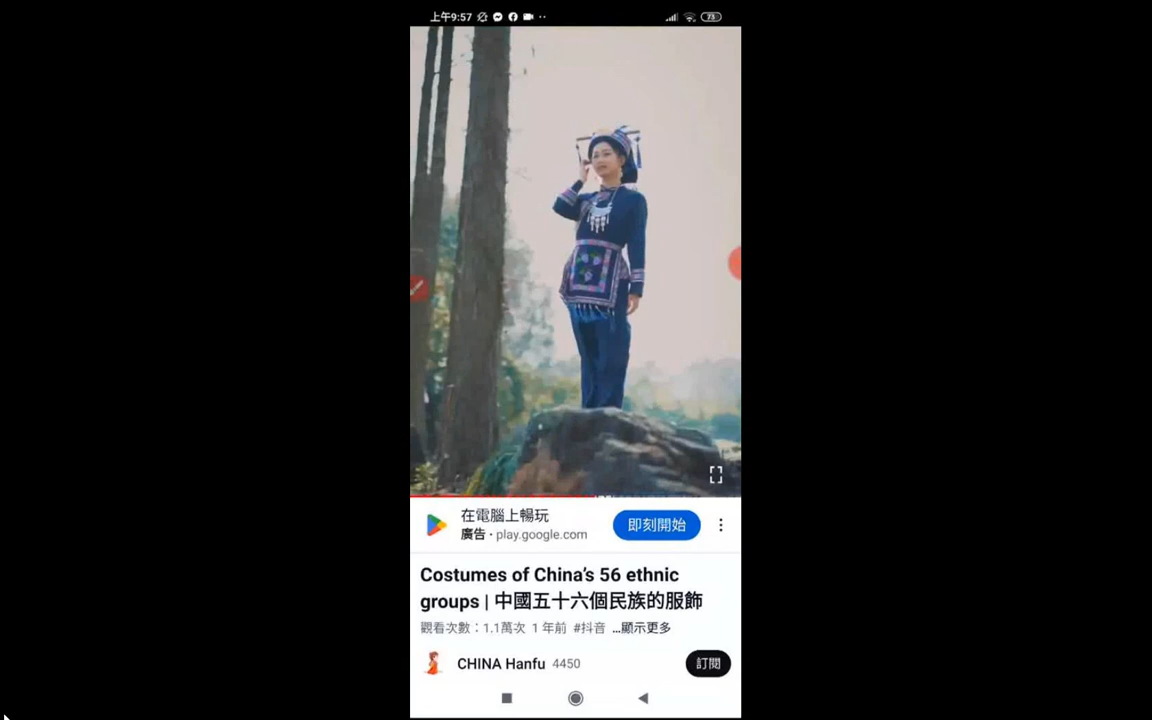 上午9:57
73
在電腦上暢玩
廣告 · play.google.com
即刻開始
Costumes of China's 56 ethnic
groups | 中國五十六個民族的服飾
觀看次數：1.1萬次 1 年前 #抖音 ...顯示更多
CHINA Hanfu 4450
訂閱